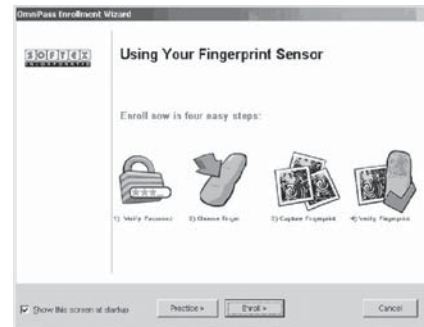 OmniPass Enrollment Wizard
SOFTEX
INCORPORATED
Using Your Fingerprint Sensor
Enroll now in four easy steps:
1) Verify Password
2) Choose Finger
3) Capture Fingerprint
4) Verify Fingerprint
Show this screen at startup
Practice >
Enroll >
Cancel